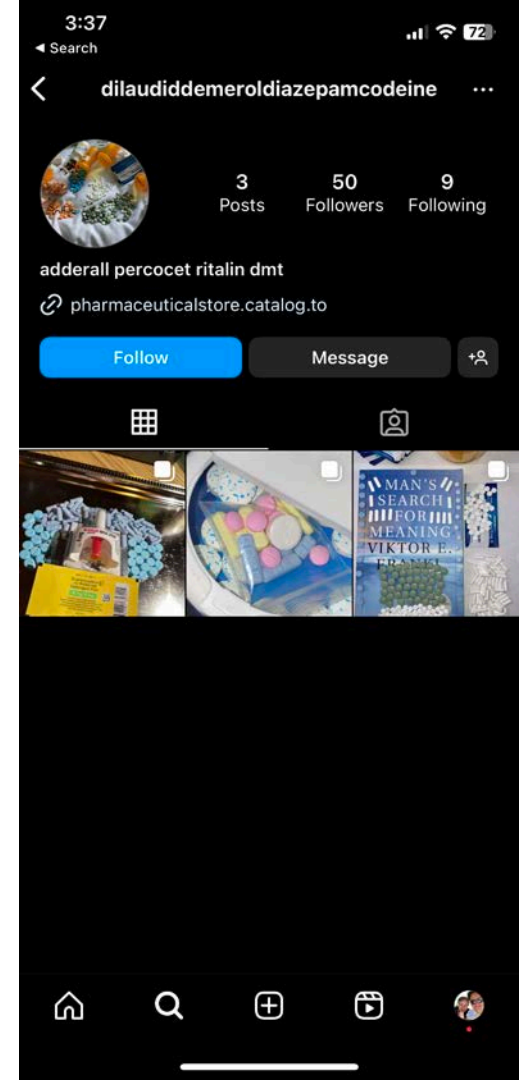 3:37
72
Search
dilaudiddemeroldiazepamcodeine
3
50
9
Posts
Followers
Following
adderall percocet ritalin dmt
pharmaceuticalstore.catalog.to
Follow
Message
MAN'S
SEARCH
FOR
MEANING
VIKTOR E.
FRANKL